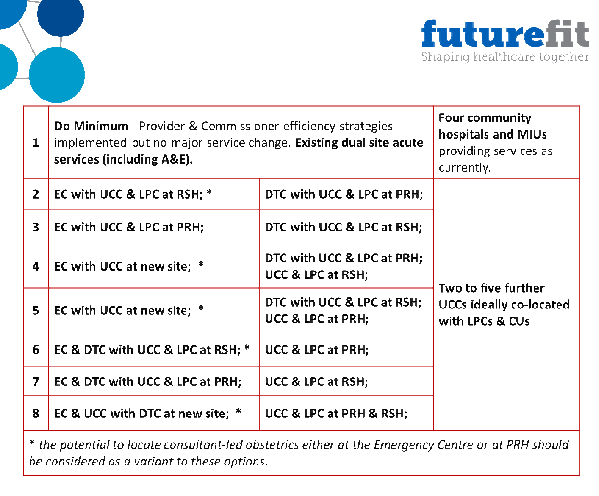 futurefit
Shaping healthcare together
1
Do Minimum Provider & Commissioner efficiency strategies
implemented but no major service change. Existing dual site acute
services (including A&E).
Four community
hospitals and MIUs
providing services as
currently.
2
EC with UCC & LPC at RSH; *
DTC with UCC & LPC at PRH;
3
EC with UCC & LPC at PRH;
DTC with UCC & LPC at RSH;
4
EC with UCC at new site; *
DTC with UCC & LPC at PRH;
UCC & LPC at RSH;
5
EC with UCC at new site; *
DTC with UCC & LPC at RSH;
UCC & LPC at PRH;
6
EC & DTC with UCC & LPC at RSH; *
UCC & LPC at PRH;
7
EC & DTC with UCC & LPC at PRH;
UCC & LPC at RSH;
8
EC & UCC with DTC at new site; *
UCC & LPC at PRH & RSH;
Two to five further
UCCs ideally co-located
with LPCs & CUs
* the potential to locate consultant-led obstetrics either at the Emergency Centre or at PRH should
be considered as a variant to these options.